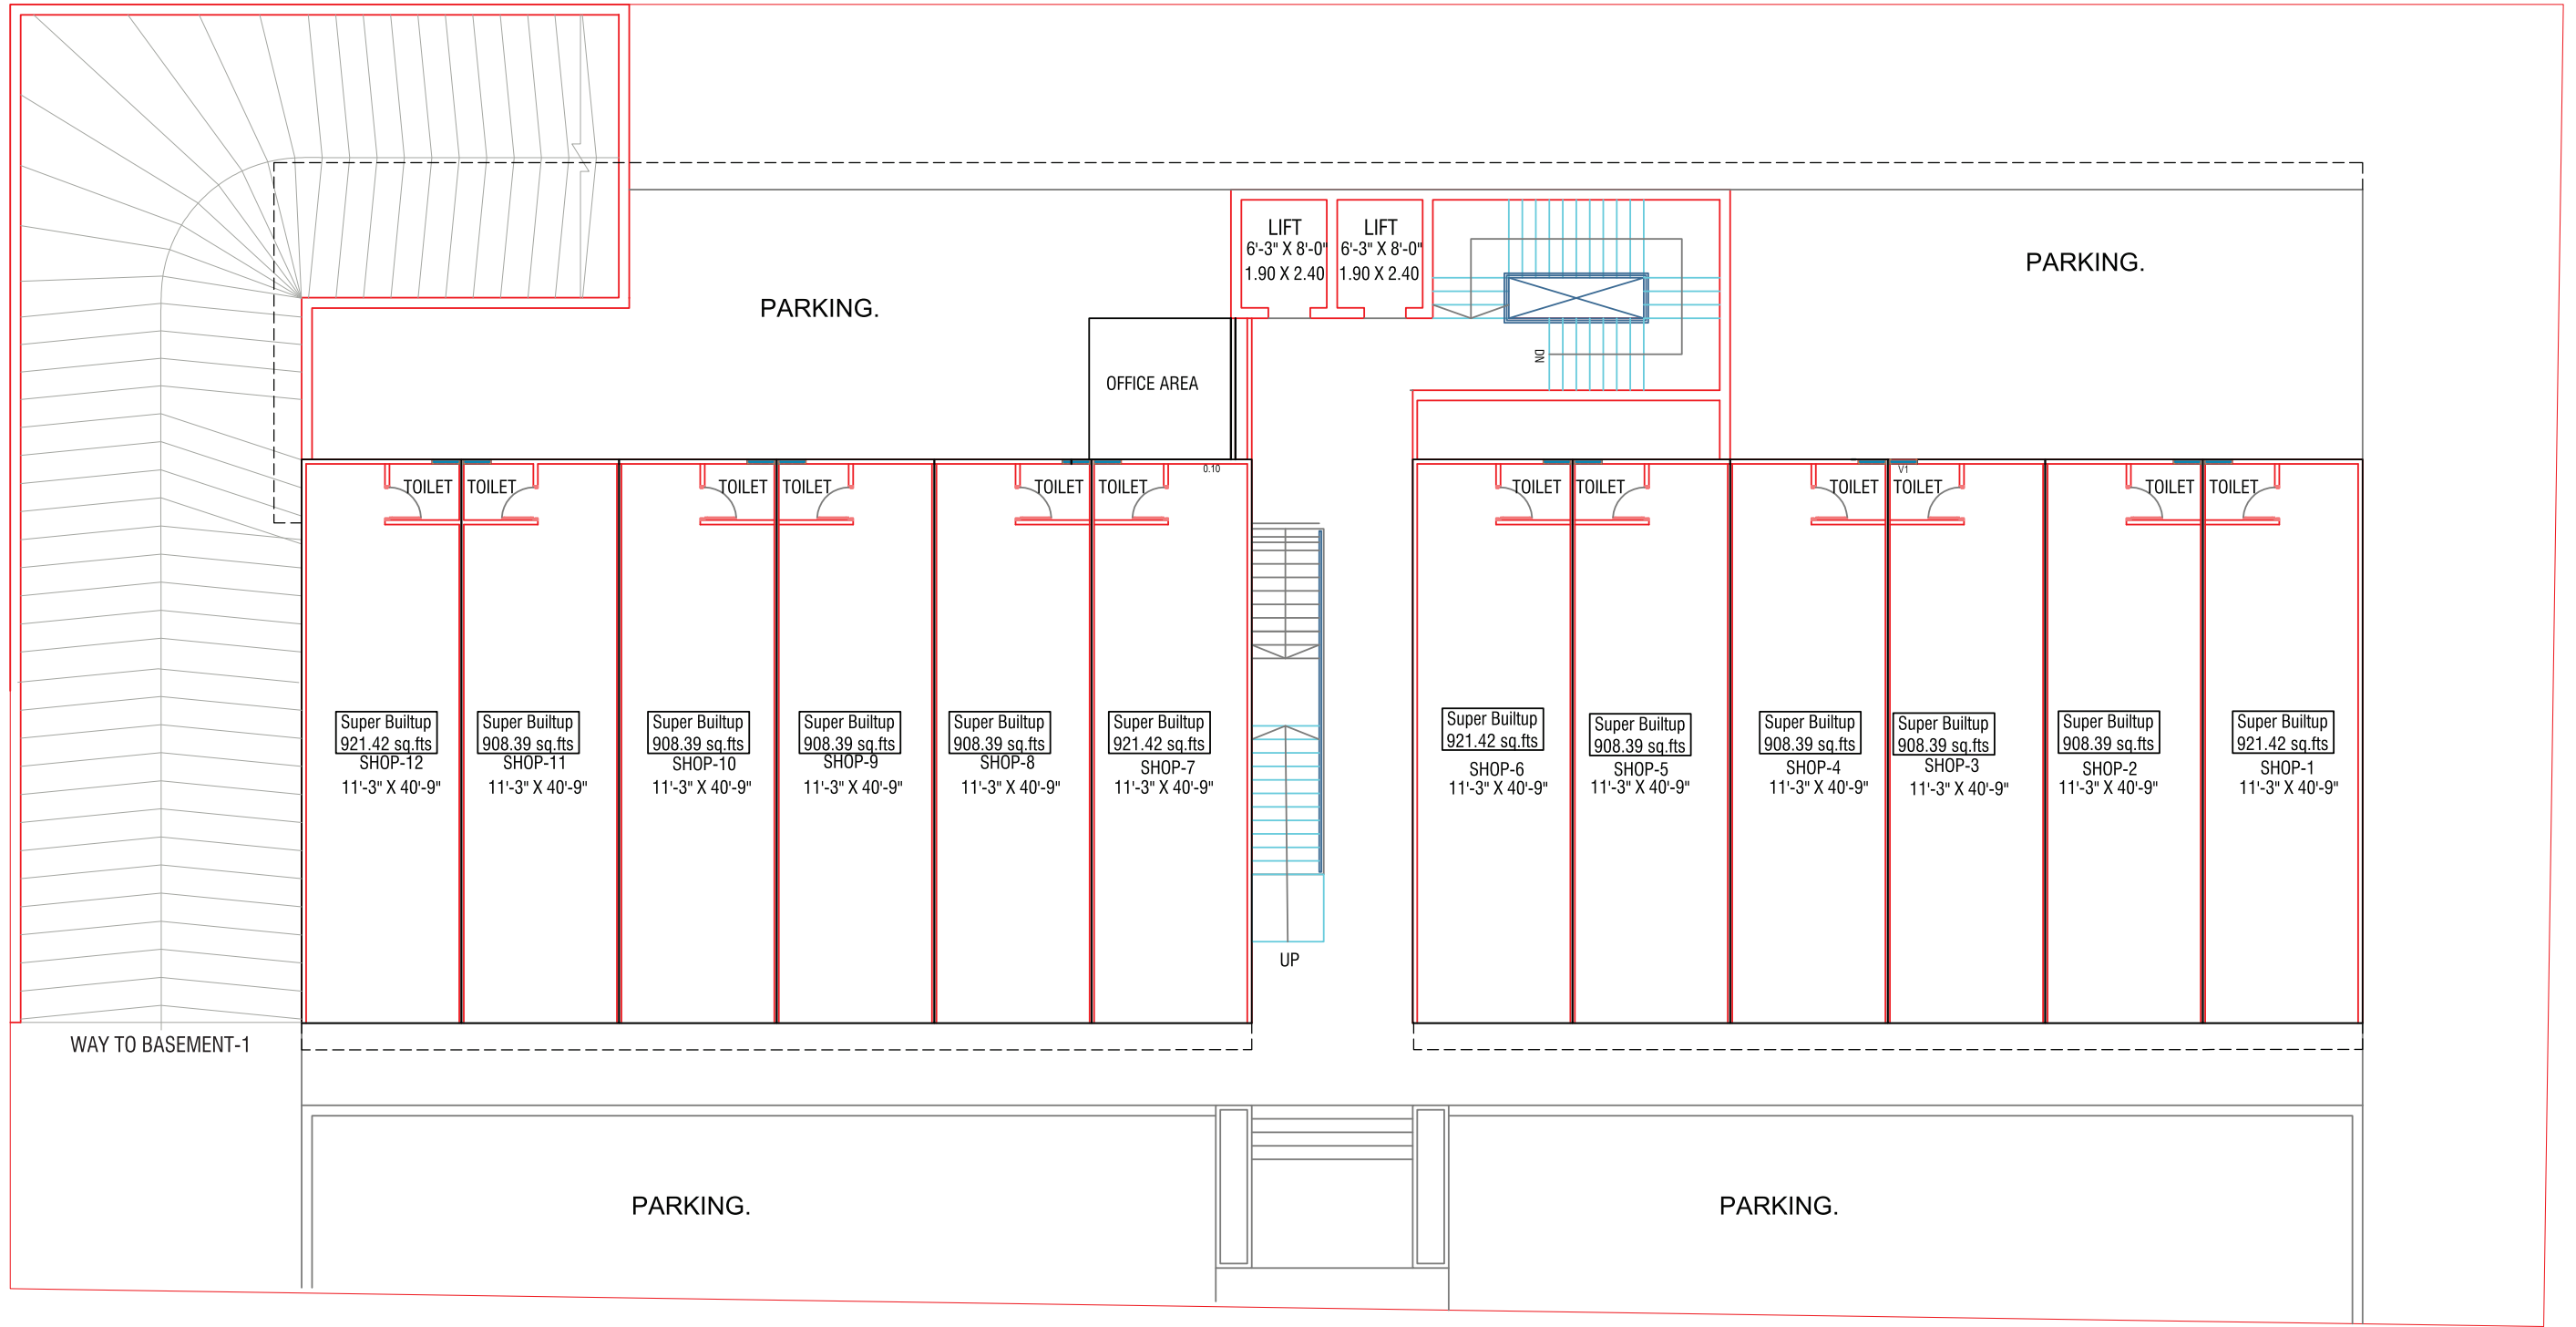 PARKING.
LIFT
6'-3" X 8'-0"
1.90 X 2.40
LIFT
6'-3" X 8'-0"
1.90 X 2.40
PARKING.
DN
OFFICE AREA
0.10
V1
TOILET
TOILET
TOILET
TOILET
TOILET
TOILET
TOILET
TOILET
TOILET
TOILET
TOILET
TOILET
Super Builtup
921.42 sq.fts
SHOP-12
11'-3" X 40'-9"
Super Builtup
908.39 sq.fts
SHOP-11
11'-3" X 40'-9"
Super Builtup
908.39 sq.fts
SHOP-10
11'-3" X 40'-9"
Super Builtup
908.39 sq.fts
SHOP-9
11'-3" X 40'-9"
Super Builtup
908.39 sq.fts
SHOP-8
11'-3" X 40'-9"
Super Builtup
921.42 sq.fts
SHOP-7
11'-3" X 40'-9"
Super Builtup
921.42 sq.fts
SHOP-6
11'-3" X 40'-9"
Super Builtup
908.39 sq.fts
SHOP-5
11'-3" X 40'-9"
Super Builtup
908.39 sq.fts
SHOP-4
11'-3" X 40'-9"
Super Builtup
908.39 sq.fts
SHOP-3
11'-3" X 40'-9"
Super Builtup
908.39 sq.fts
SHOP-2
11'-3" X 40'-9"
Super Builtup
921.42 sq.fts
SHOP-1
11'-3" X 40'-9"
UP
WAY TO BASEMENT-1
PARKING.
PARKING.